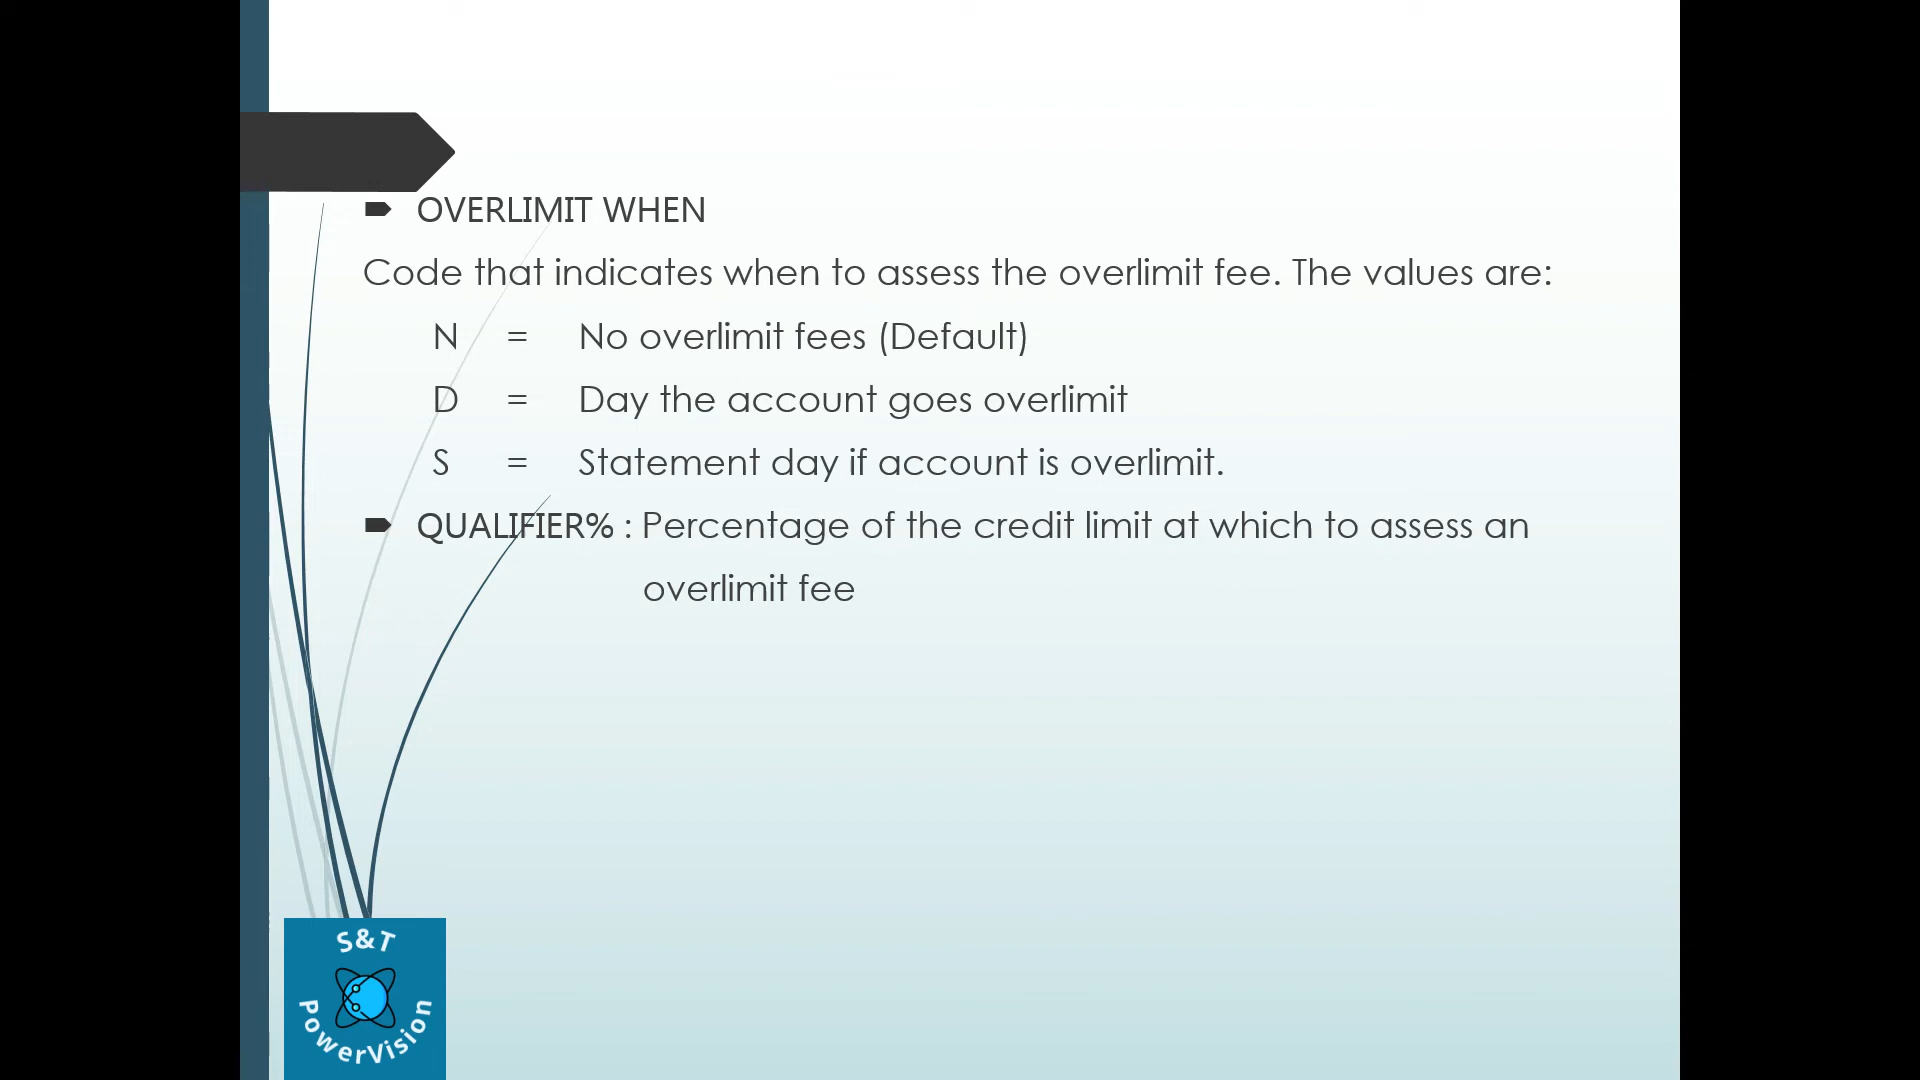 OVERLIMIT WHEN
Code that indicates when to assess the overlimit fee. The values are:
N = No overlimit fees (Default)
D = Day the account goes overlimit
S = Statement day if account is overlimit.
QUALIFIER% : Percentage of the credit limit at which to assess an
overlimit fee
S&T
PowerVision